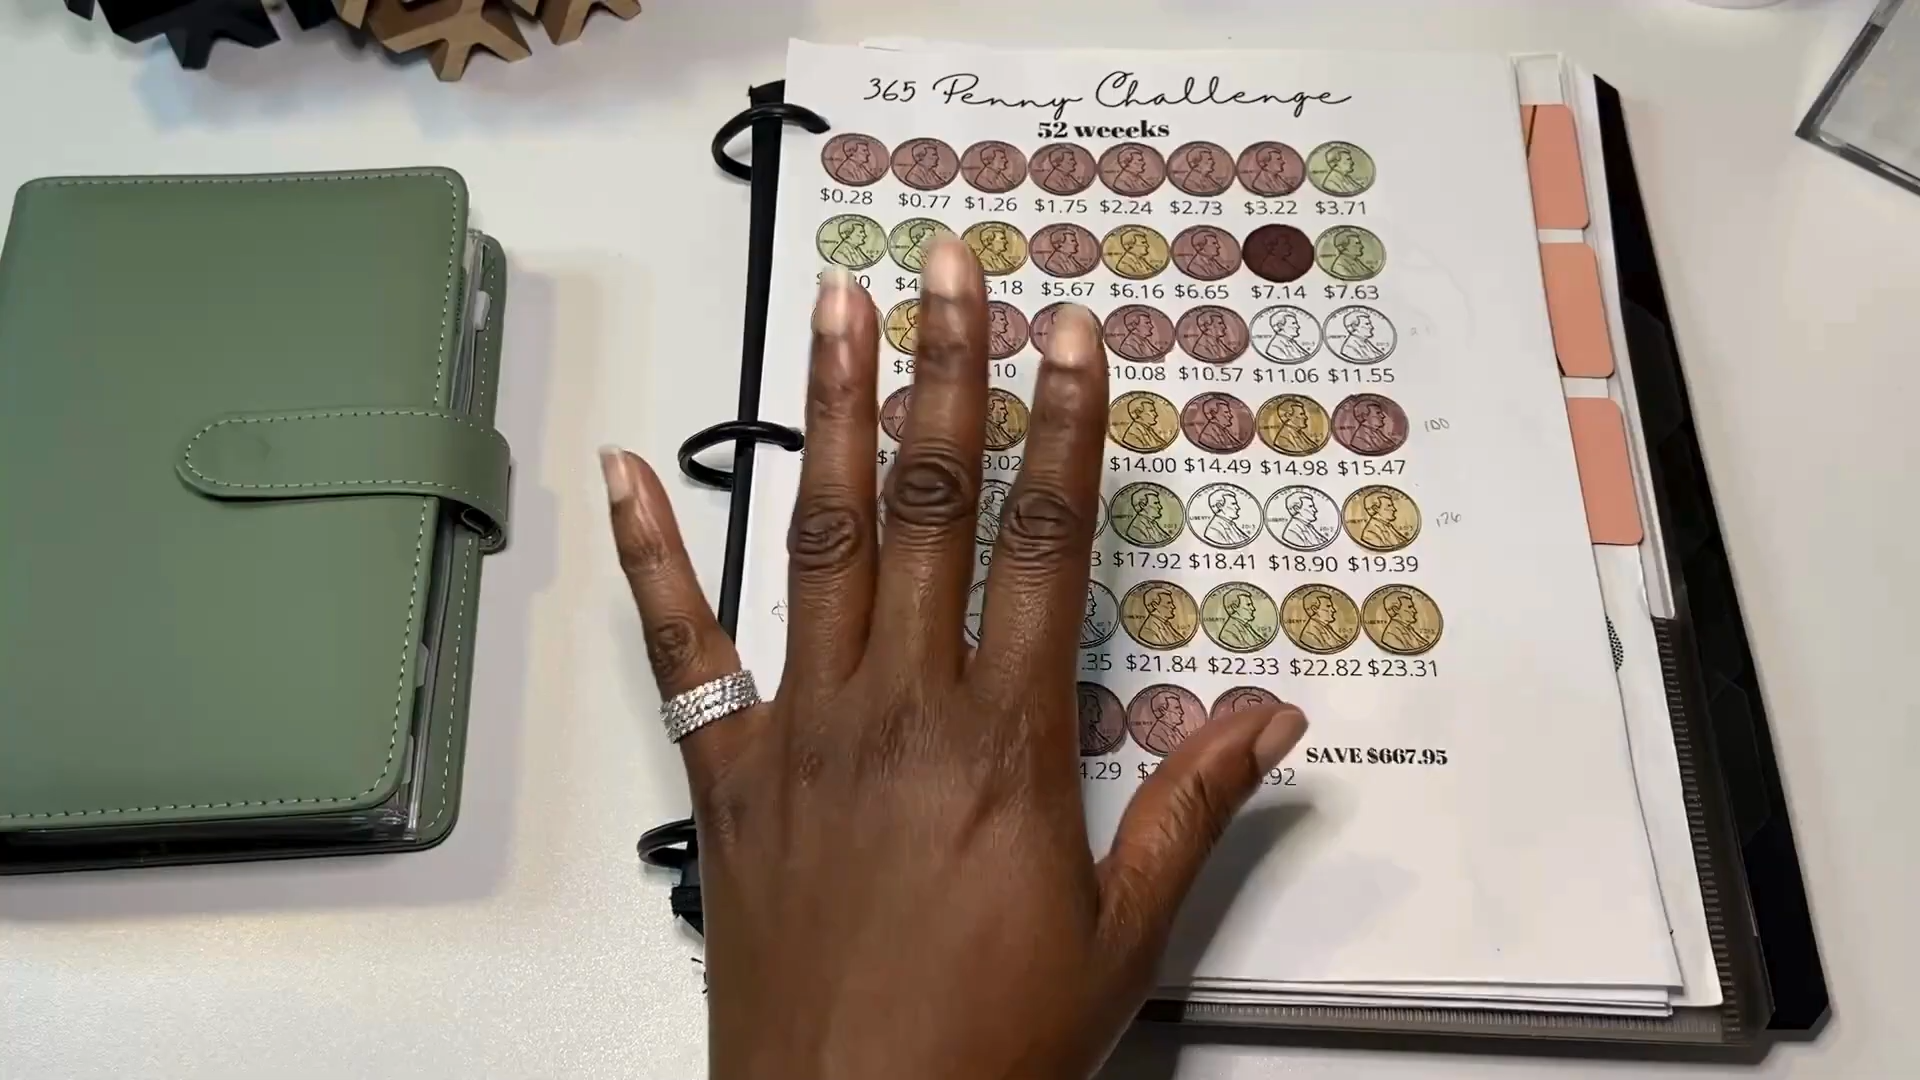 365 Penny Challenge
52 weeeks
$0.28 $0.77 $1.26 $1.75 $2.24 $2.73 $3.22 $3.71
$5.67 $6.16 $6.65 $7.14 $7.63
$10.08 $10.57 $11.06 $11.55
$14.00 $14.49 $14.98 $15.47 100
$17.92 $18.41 $18.90 $19.39 126
$21.84 $22.33 $22.82 $23.31
SAVE $667.95